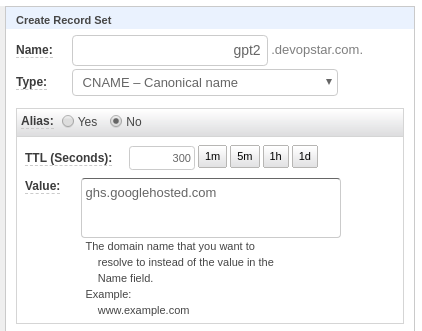 Create Record Set
Name: gpt2 .devopstar.com.
Type: CNAME – Canonical name
Alias: Yes No
TTL (Seconds): 300 1m 5m 1h 1d
Value: ghs.googlehosted.com
The domain name that you want to
resolve to instead of the value in the
Name field.
Example:
www.example.com